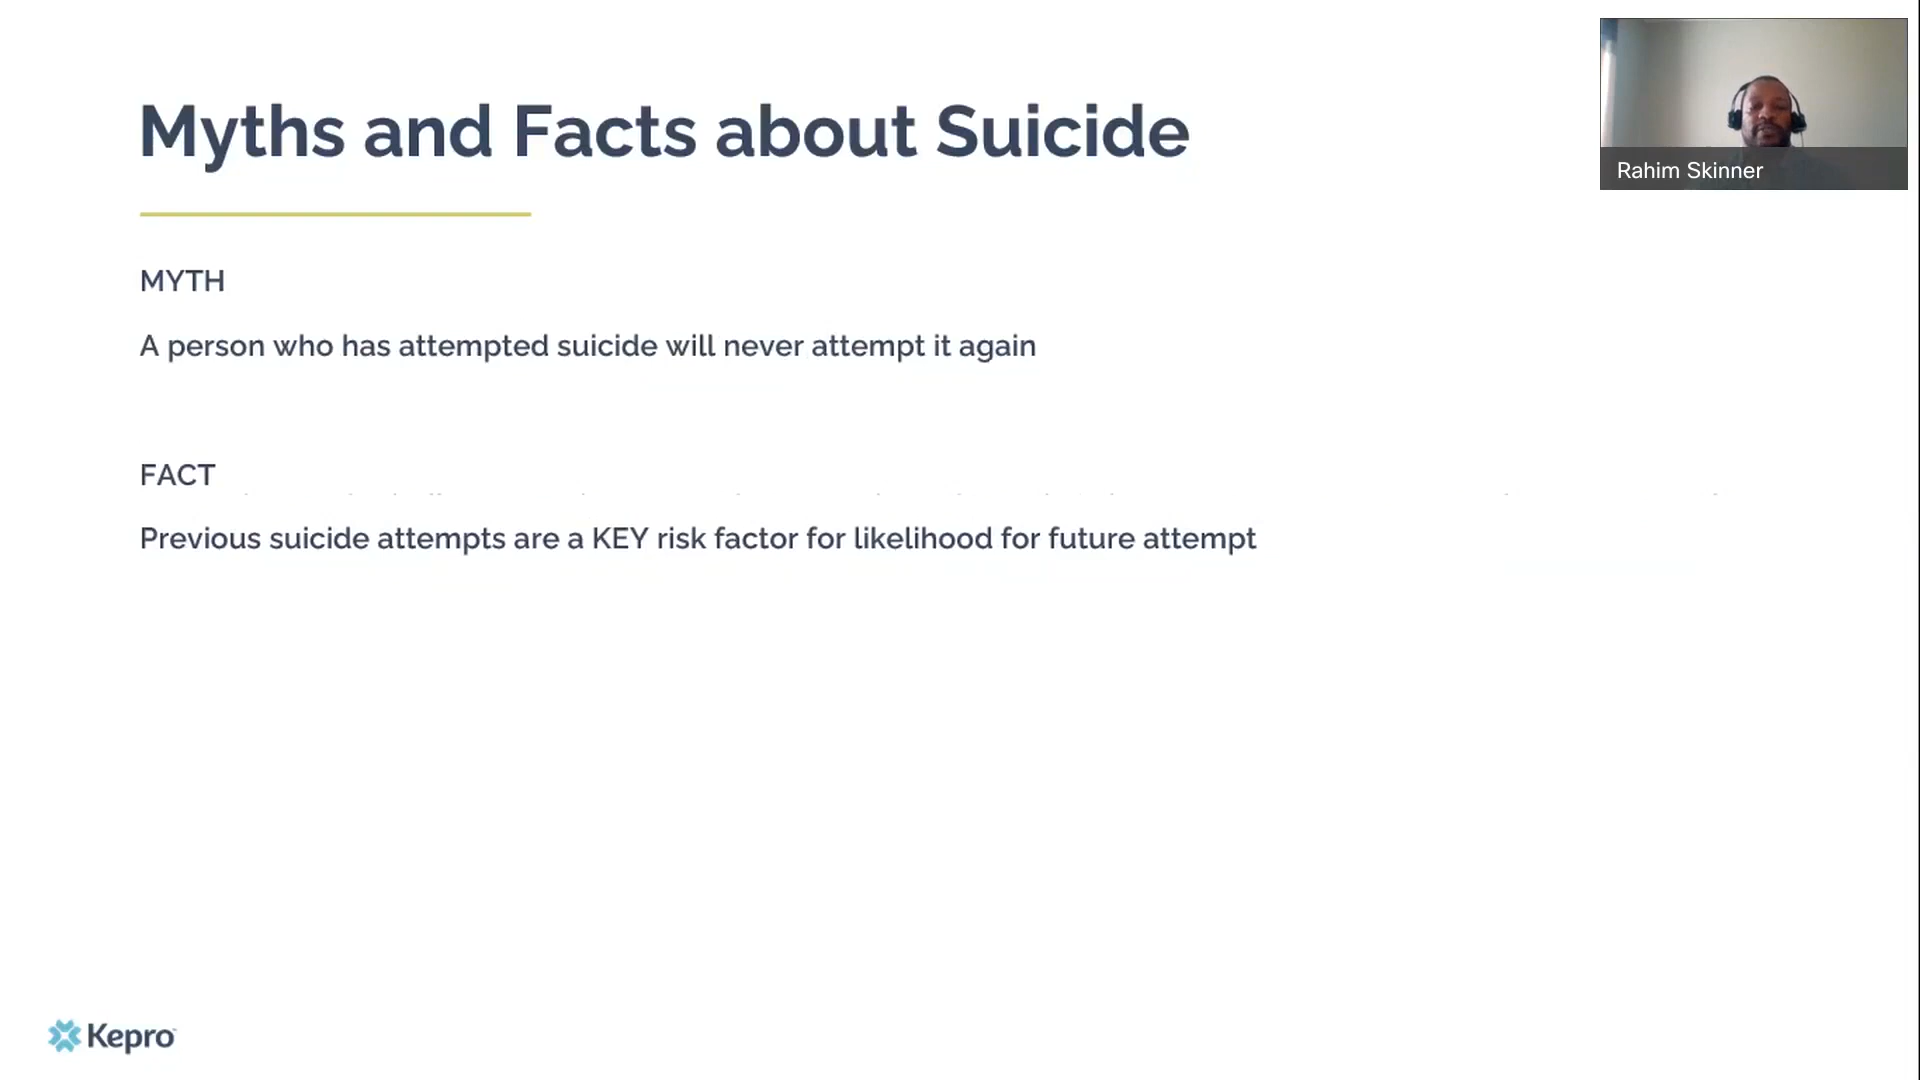 Myths and Facts about Suicide
Rahim Skinner
MYTH
A person who has attempted suicide will never attempt it again
FACT
Previous suicide attempts are a KEY risk factor for likelihood for future attempt
Kepro